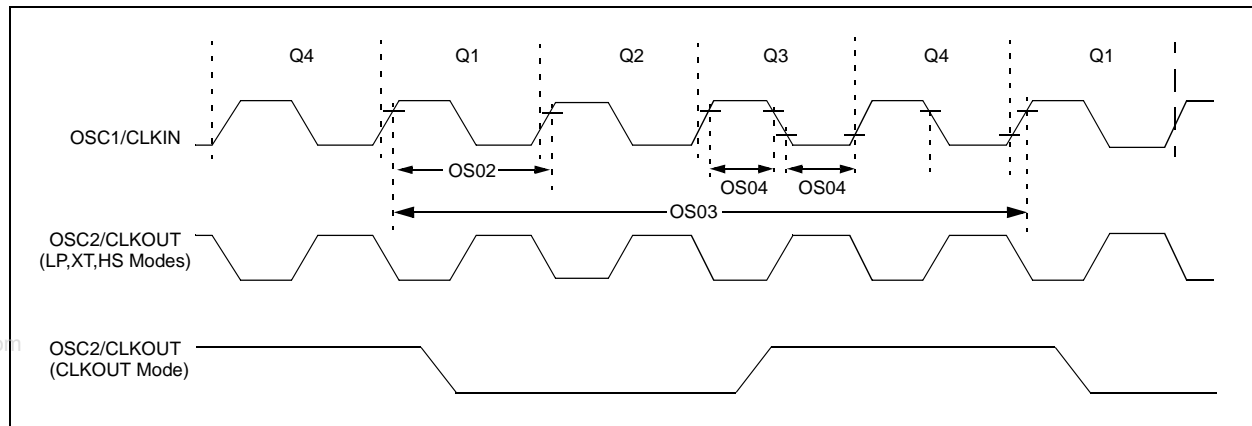 Q4 Q1 Q2 Q3 Q4 Q1
OSC1/CLKIN
OS02
OS04 OS04
OS03
OSC2/CLKOUT
(LP,XT,HS Modes)
OSC2/CLKOUT
(CLKOUT Mode)
om